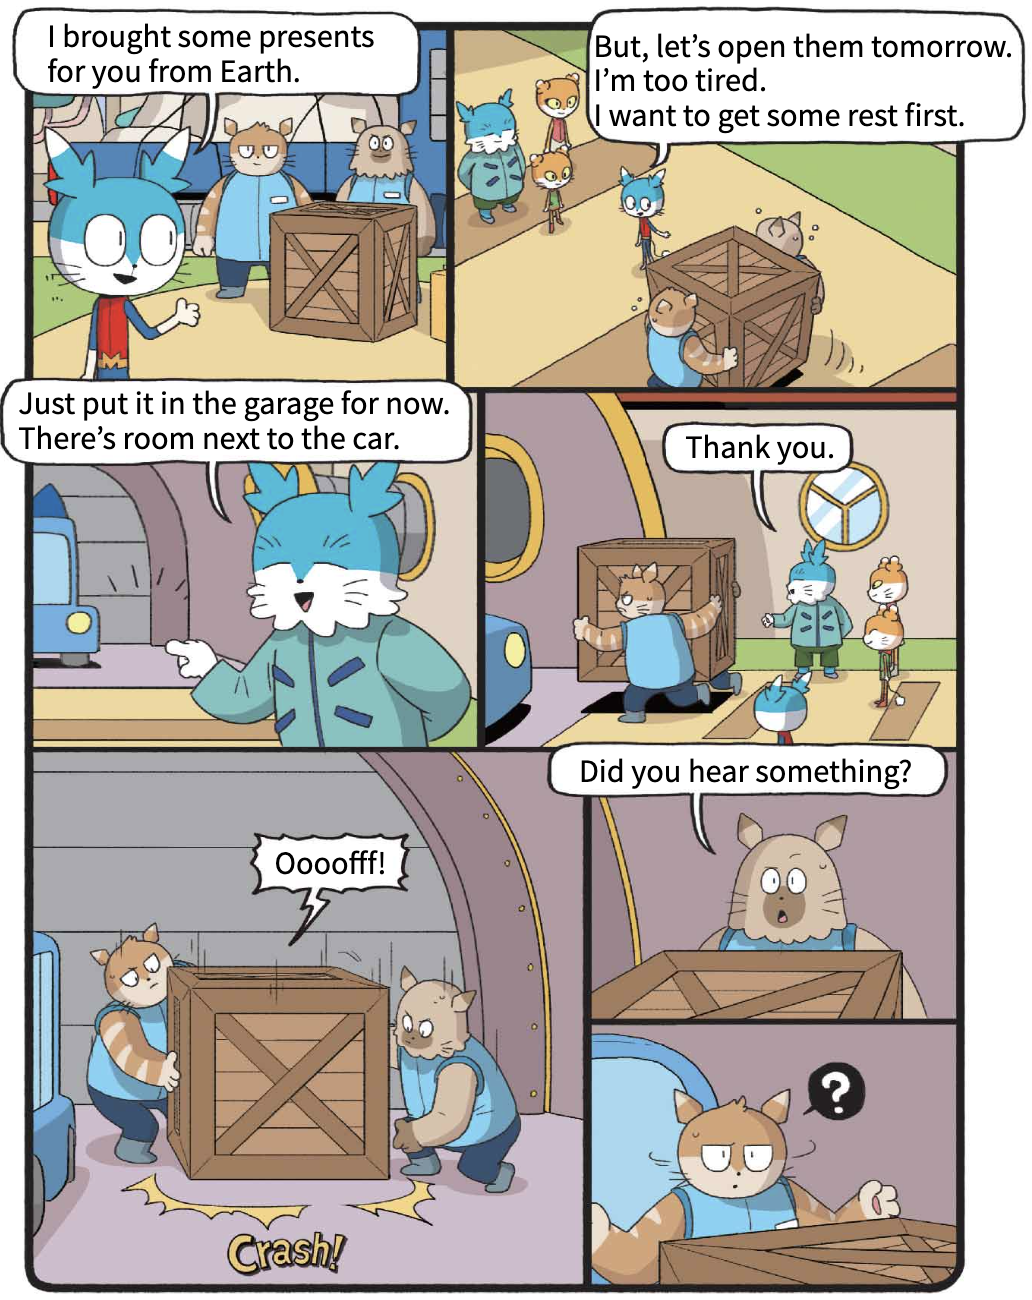 I brought some presents
for you from Earth.
But, let's open them tomorrow.
I'm too tired.
I want to get some rest first.
Just put it in the garage for now.
There's room next to the car.
Thank you.
Oooofff!
Crash!
Did you hear something?
?